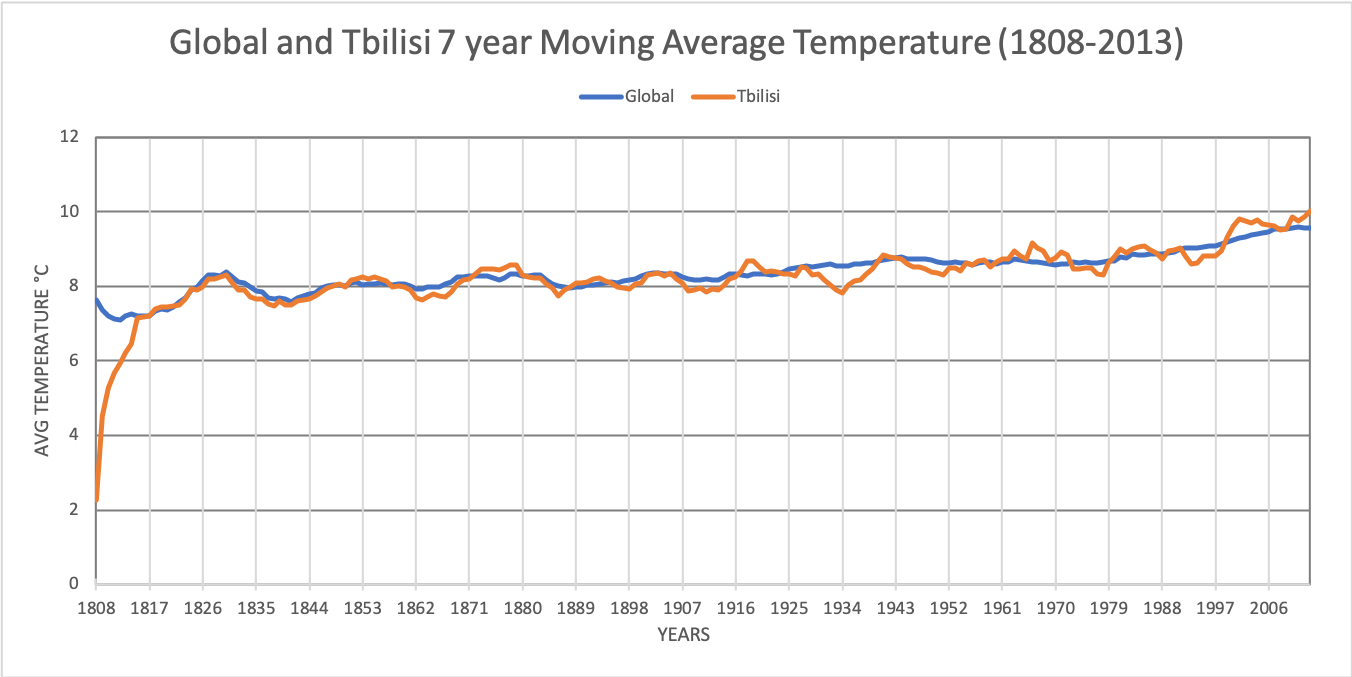 Global and Tbilisi 7 year Moving Average Temperature (1808-2013)
Global Tbilisi
12
10
8
6
4
2
0
AVG TEMPERATURE °C
1808 1817 1826 1835 1844 1853 1862 1871 1880 1889 1898 1907 1916 1925 1934 1943 1952 1961 1970 1979 1988 1997 2006
YEARS